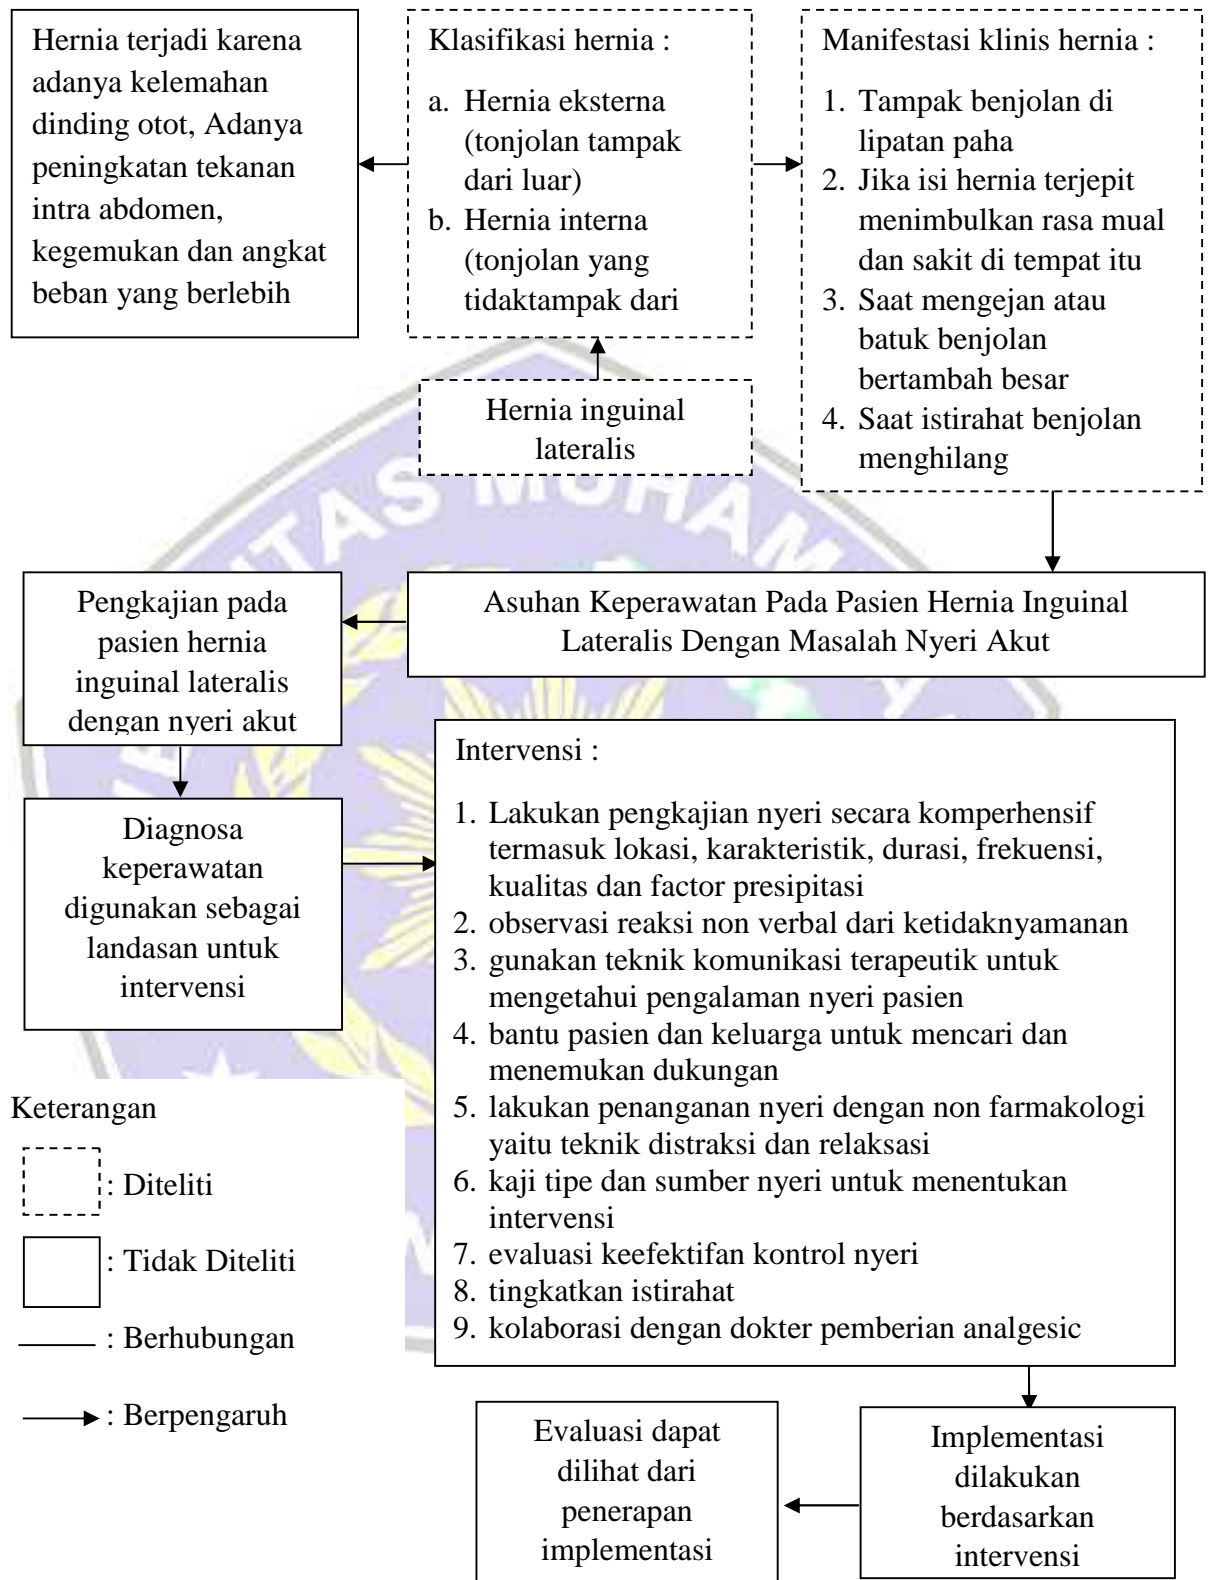 Hernia terjadi karena
adanya kelemahan
dinding otot, Adanya
peningkatan tekanan
intra abdomen,
kegemukan dan angkat
beban yang berlebih
Klasifikasi hernia :
a. Hernia eksterna
(tonjolan tampak
dari luar)
b. Hernia interna
(tonjolan yang
tidaktampak dari
Manifestasi klinis hernia :
1. Tampak benjolan di
lipatan paha
2. Jika isi hernia terjepit
menimbulkan rasa mual
dan sakit di tempat itu
3. Saat mengejan atau
batuk benjolan
bertambah besar
4. Saat istirahat benjolan
menghilang
Hernia inguinal
lateralis
Asuhan Keperawatan Pada Pasien Hernia Inguinal
Lateralis Dengan Masalah Nyeri Akut
Pengkajian pada
pasien hernia
inguinal lateralis
dengan nyeri akut
Diagnosa
keperawatan
digunakan sebagai
landasan untuk
intervensi
Intervensi :
1. Lakukan pengkajian nyeri secara komperhensif
termasuk lokasi, karakteristik, durasi, frekuensi,
kualitas dan factor presipitasi
2. observasi reaksi non verbal dari ketidaknyamanan
3. gunakan teknik komunikasi terapeutik untuk
mengetahui pengalaman nyeri pasien
4. bantu pasien dan keluarga untuk mencari dan
menemukan dukungan
5. lakukan penanganan nyeri dengan non farmakologi
yaitu teknik distraksi dan relaksasi
6. kaji tipe dan sumber nyeri untuk menentukan
intervensi
7. evaluasi keefektifan kontrol nyeri
8. tingkatkan istirahat
9. kolaborasi dengan dokter pemberian analgesic
Keterangan
: Diteliti
: Tidak Diteliti
: Berhubungan
: Berpengaruh
Implementasi
dilakukan
berdasarkan
intervensi
Evaluasi dapat
dilihat dari
penerapan
implementasi